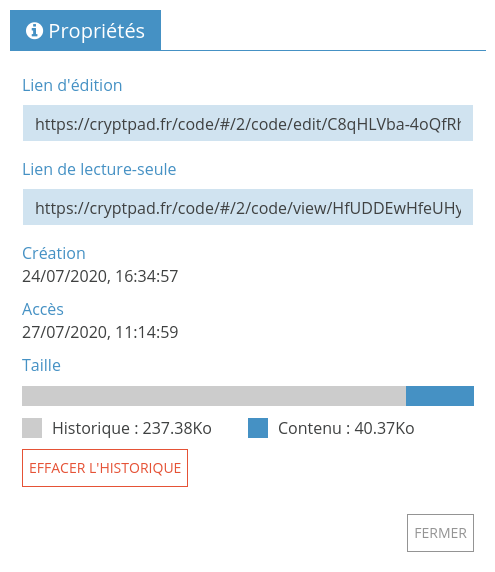 Propriétés
Lien d'édition
https://cryptpad.fr/code/#/2/code/edit/C8qHLVba-4oQfRh
Lien de lecture-seule
https://cryptpad.fr/code/#/2/code/view/HfUDDEwHfeUHy
Création
24/07/2020, 16:34:57
Accès
27/07/2020, 11:14:59
Taille
Historique : 237.38Ko Contenu : 40.37Ko
EFFACER L'HISTORIQUE
FERMER